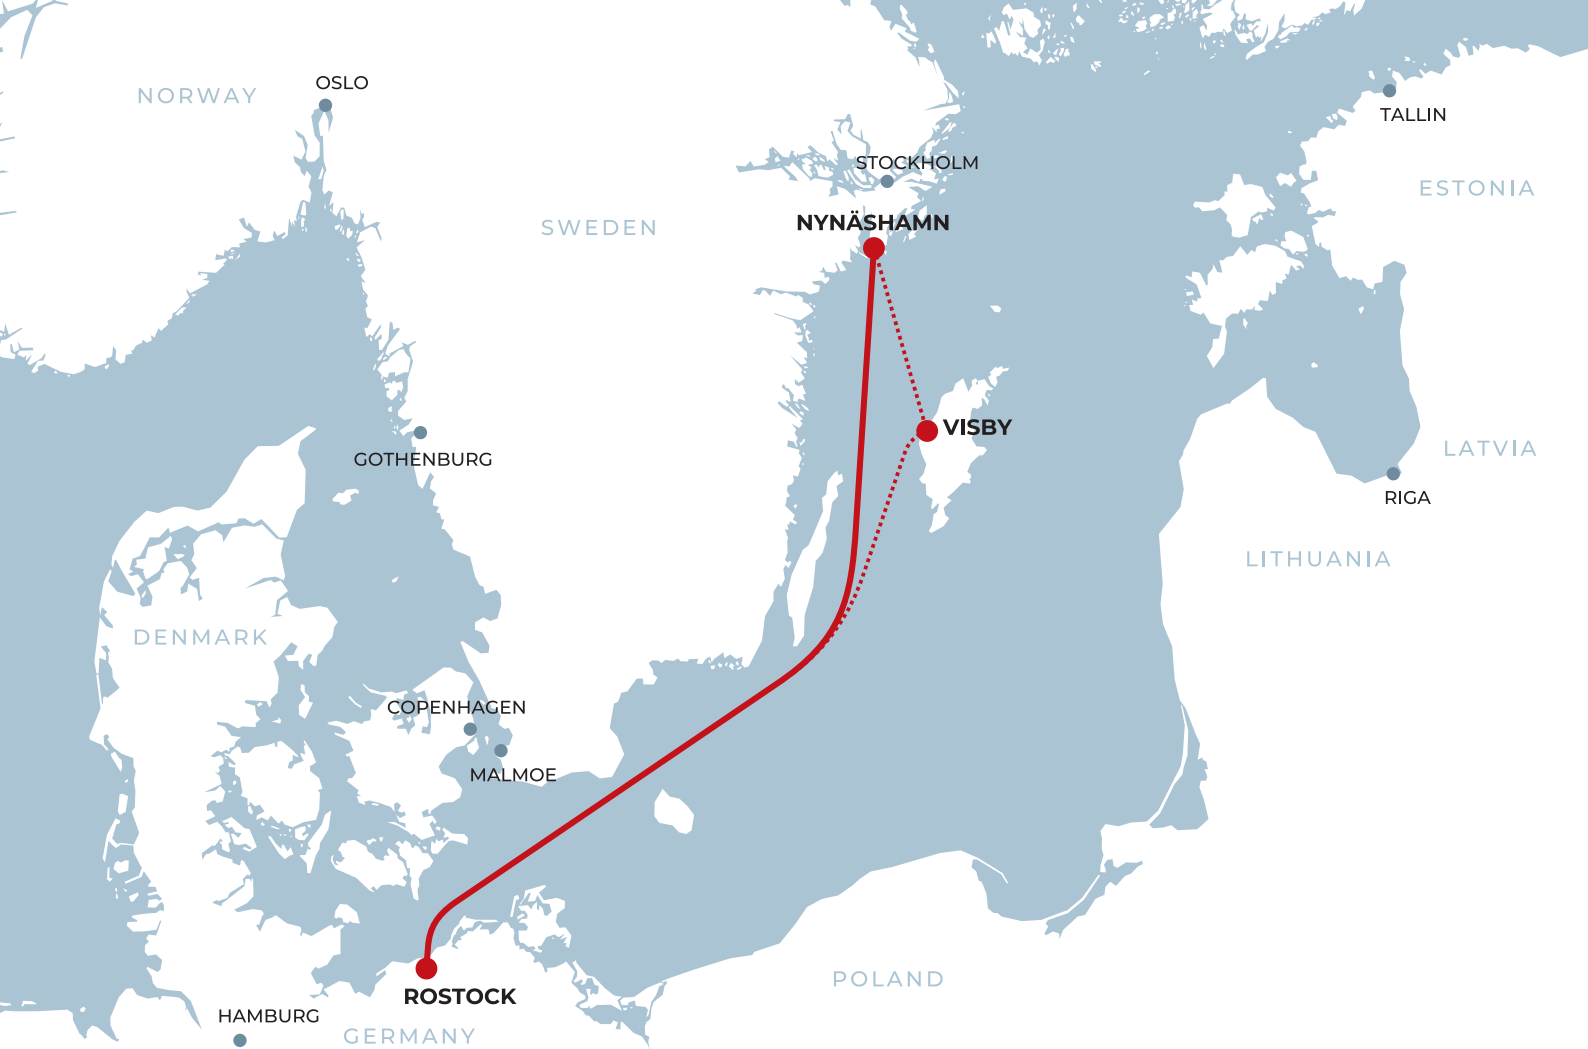 OSLO
NORWAY
TALLIN
STOCKHOLM
ESTONIA
NYNÄSHAMN
SWEDEN
VISBY
LATVIA
GOTHENBURG
RIGA
LITHUANIA
DENMARK
COPENHAGEN
MALMOE
POLAND
ROSTOCK
HAMBURG
GERMANY